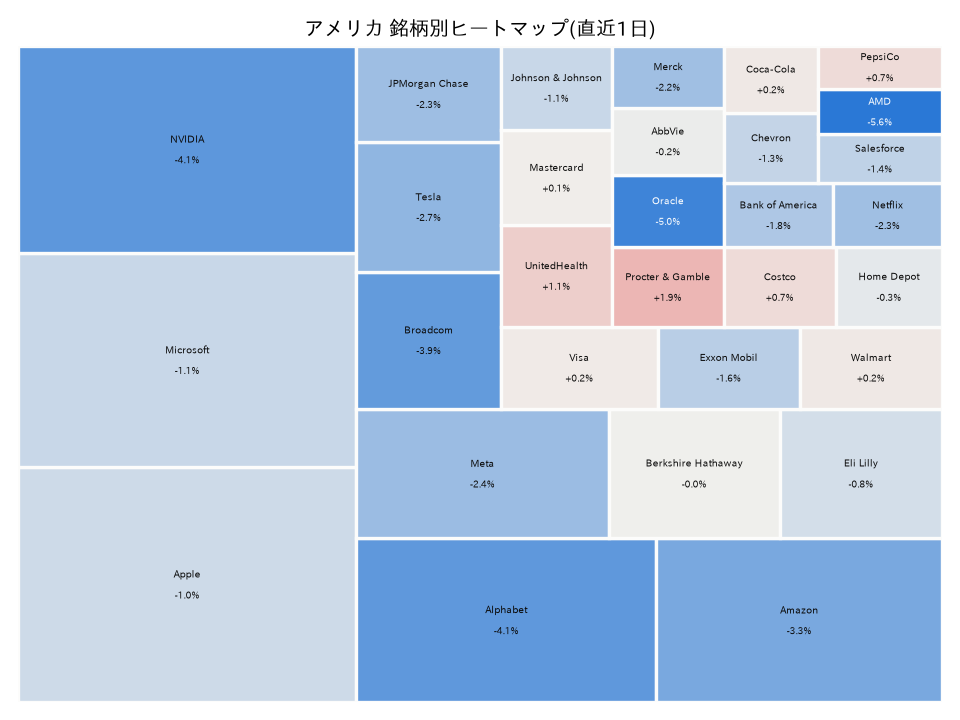 アメリカ 銘柄別ヒートマップ(直近1日)
NVIDIA
-4.1%
Microsoft
-1.1%
Apple
-1.0%
JPMorgan Chase
-2.3%
Tesla
-2.7%
Broadcom
-3.9%
Johnson & Johnson
-1.1%
Mastercard
+0.1%
UnitedHealth
+1.1%
Merck
-2.2%
AbbVie
-0.2%
Oracle
-5.0%
Procter & Gamble
+1.9%
Coca-Cola
+0.2%
Chevron
-1.3%
PepsiCo
+0.7%
AMD
-5.6%
Salesforce
-1.4%
Bank of America
-1.8%
Netflix
-2.3%
Costco
+0.7%
Home Depot
-0.3%
Visa
+0.2%
Exxon Mobil
-1.6%
Walmart
+0.2%
Meta
-2.4%
Berkshire Hathaway
-0.0%
Eli Lilly
-0.8%
Alphabet
-4.1%
Amazon
-3.3%